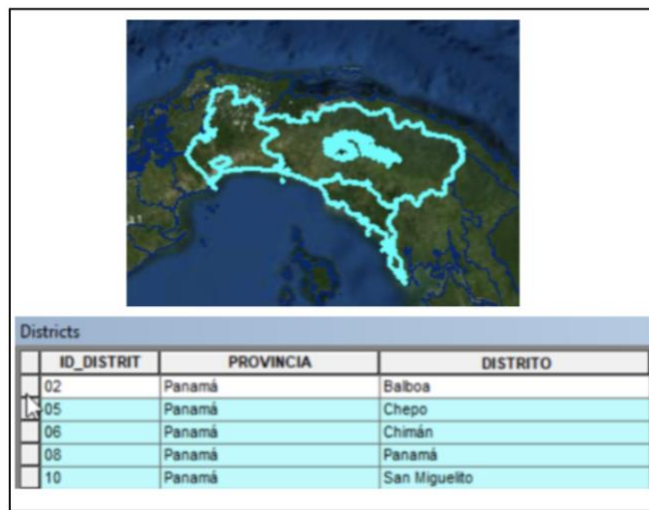 Districts
ID_DISTRIT PROVINCIA DISTRITO
02 Panamá Balboa
05 Panamá Chepo
06 Panamá Chimán
08 Panamá Panamá
10 Panamá San Miguelito